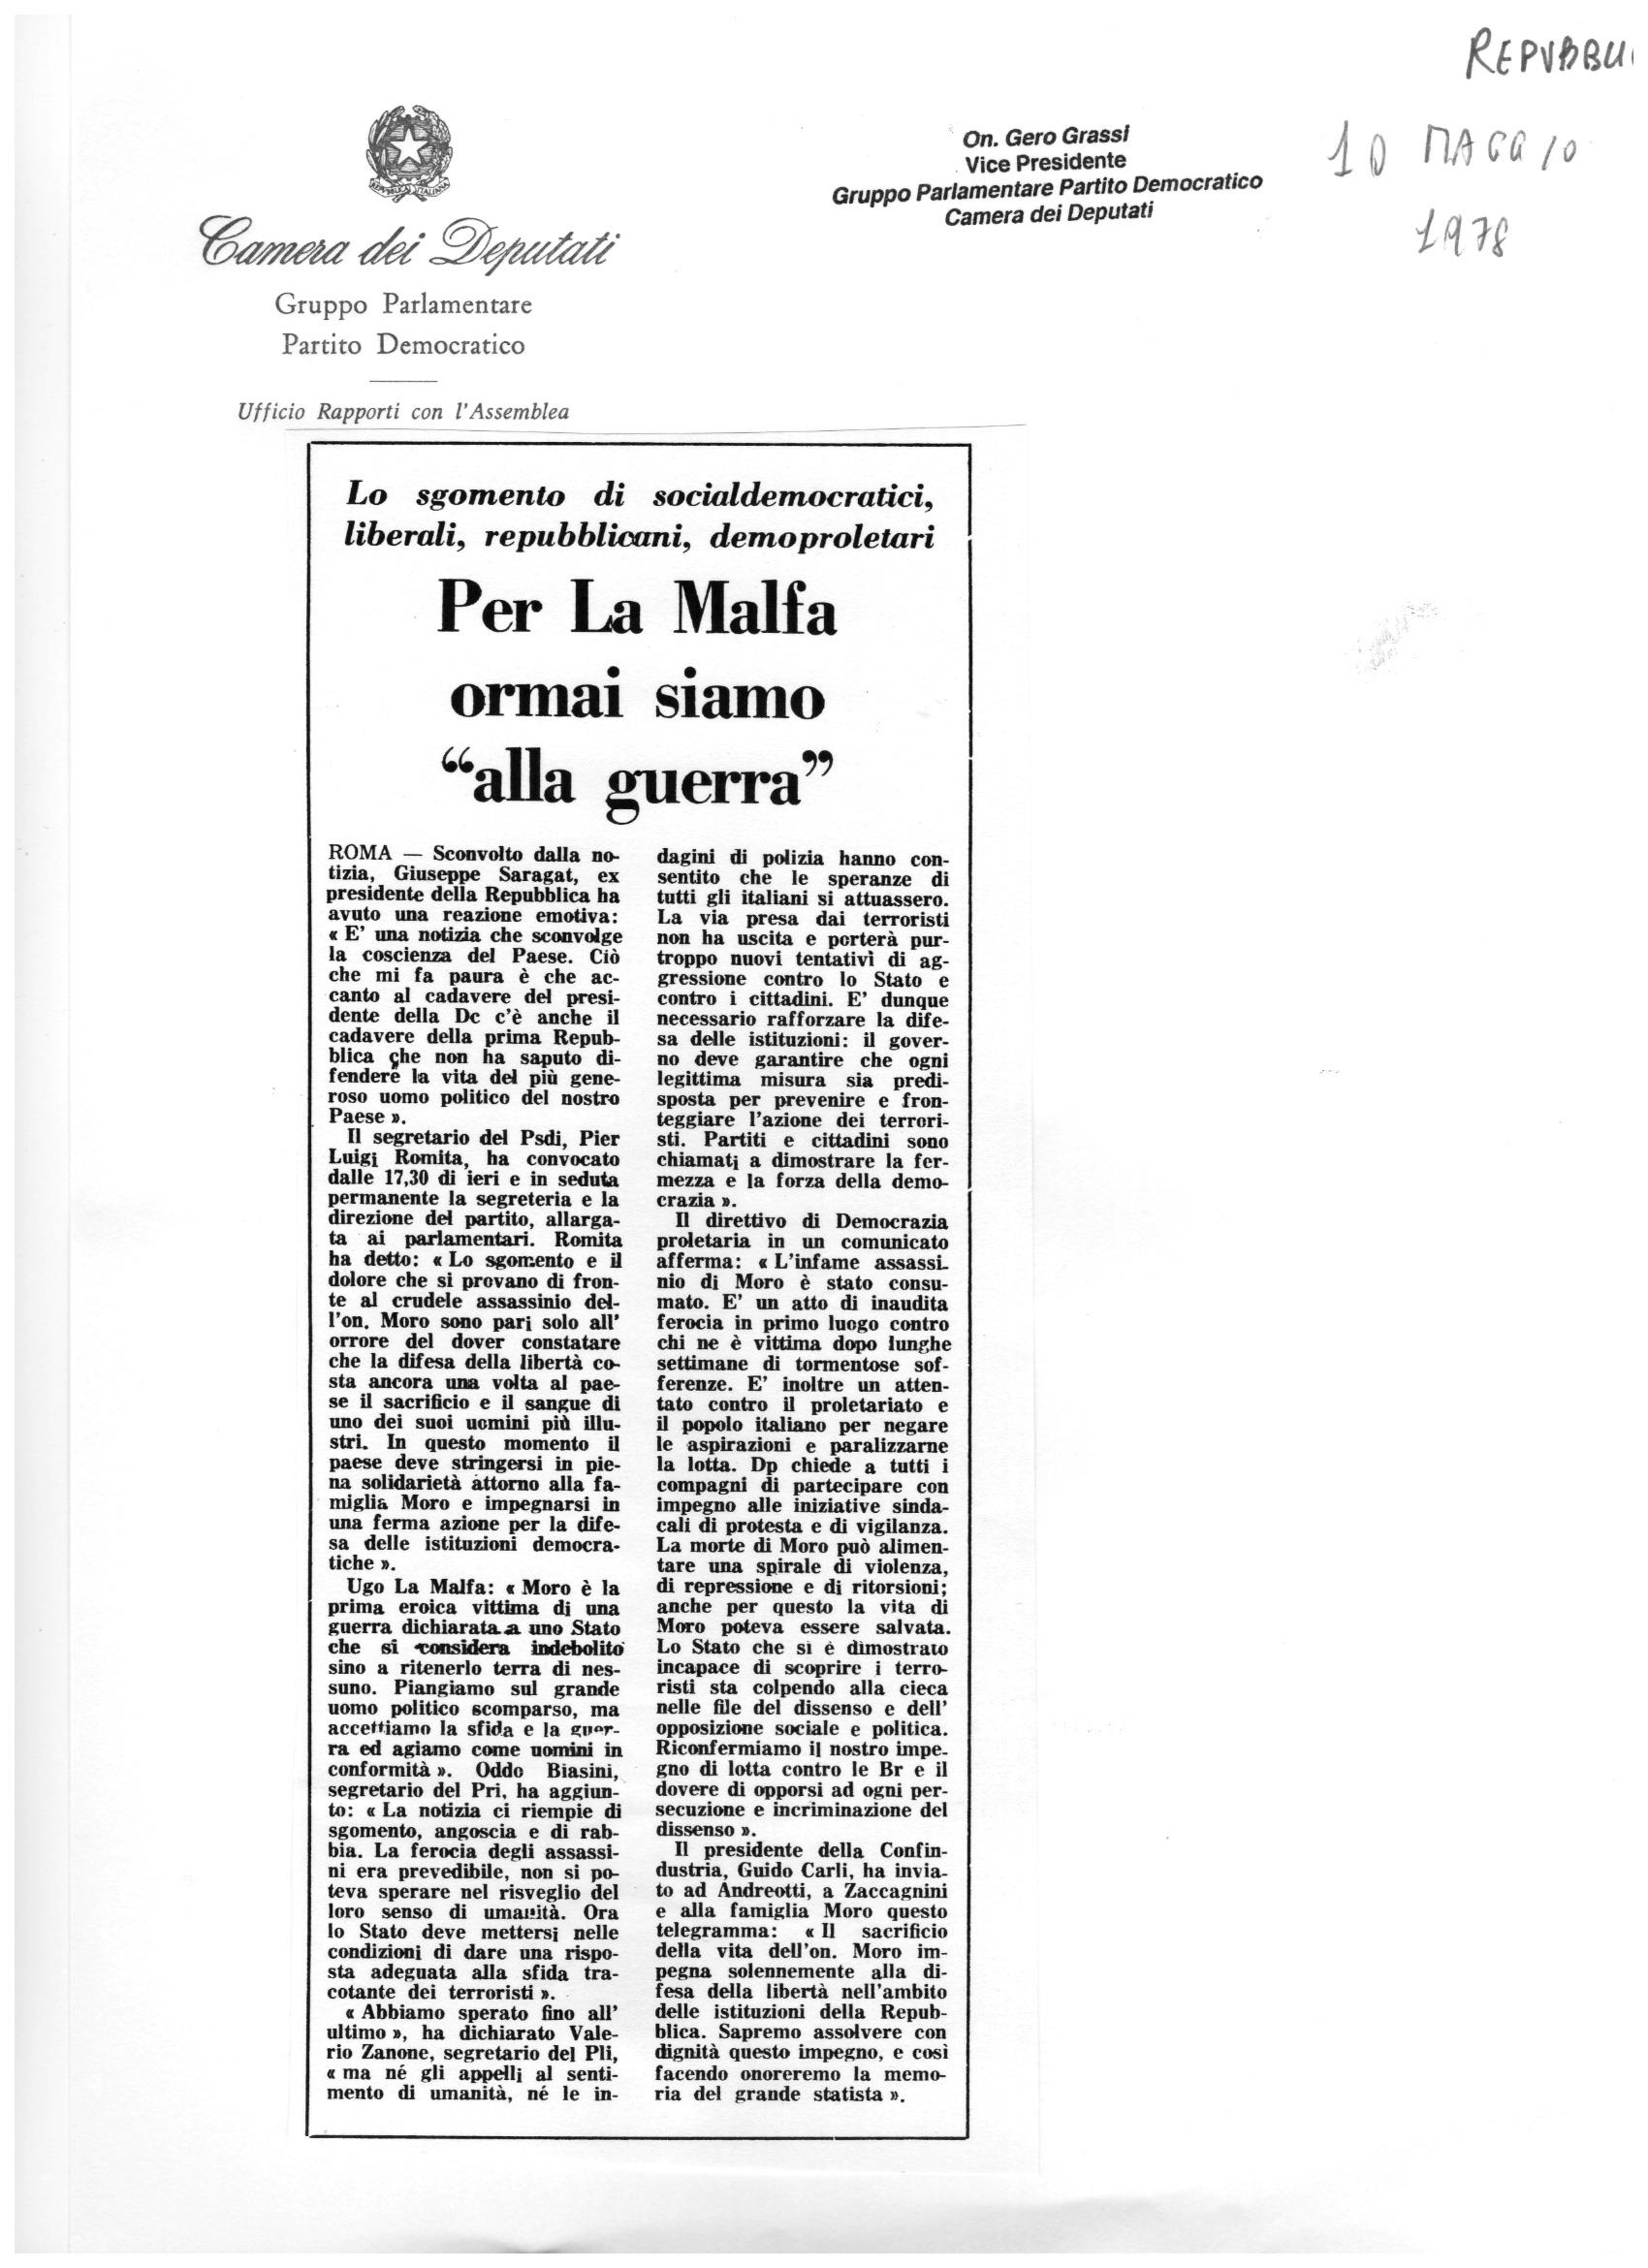 REPVBBLI
10 MAGGIO
1978
On. Gero Grassi
Vice Presidente
Gruppo Parlamentare Partito Democratico
Camera dei Deputati
REPVBBLICA ITALIANA
Camera dei Deputati
Gruppo Parlamentare
Partito Democratico
Ufficio Rapporti con l'Assemblea
Lo sgomento di socialdemocratici,
liberali, repubblicani, demoproletari
Per La Malfa
ormai siamo
“alla guerra”
ROMA — Sconvolto dalla no-
tizia, Giuseppe Saragat, ex
presidente della Repubblica ha
avuto una reazione emotiva:
« E' una notizia che sconvolge
la coscienza del Paese. Ciò
che mi fa paura è che ac-
canto al cadavere del presi-
dente della Dc c'è anche il
cadavere della prima Repub-
blica che non ha saputo di-
fendere la vita del più gene-
roso uomo politico del nostro
Paese ».
Il segretario del Psdi, Pier
Luigi Romita, ha convocato
dalle 17,30 di ieri e in seduta
permanente la segreteria e la
direzione del partito, allarga-
ta ai parlamentari. Romita
ha detto: « Lo sgomento e il
dolore che si provano di fron-
te al crudele assassinio del-
l'on. Moro sono pari solo all'
orrore del dover constatare
che la difesa della libertà co-
sta ancora una volta al pae-
se il sacrificio e il sangue di
uno dei suoi uomini più illu-
stri. In questo momento il
paese deve stringersi in pie-
na solidarietà attorno alla fa-
miglia Moro e impegnarsi in
una ferma azione per la dife-
sa delle istituzioni democra-
tiche ».
Ugo La Malfa: « Moro è la
prima eroica vittima di una
guerra dichiarata a uno Stato
che si considera indebolito
sino a ritenerlo terra di nes-
suno. Piangiamo sul grande
uomo politico scomparso, ma
accettiamo la sfida e la guer-
ra ed agiamo come uomini in
conformità ». Oddo Biasini,
segretario del Pri, ha aggiun-
to: « La notizia ci riempie di
sgomento, angoscia e di rab-
bia. La ferocia degli assassi-
ni era prevedibile, non si po-
teva sperare nel risveglio del
loro senso di umanità. Ora
lo Stato deve mettersi nelle
condizioni di dare una rispo-
sta adeguata alla sfida tra-
cotante dei terroristi ».
« Abbiamo sperato fino all'
ultimo », ha dichiarato Vale-
rio Zanone, segretario del Pli,
« ma né gli appelli al senti-
mento di umanità, né le in-
dagini di polizia hanno con-
sentito che le speranze di
tutti gli italiani si attuassero.
La via presa dai terroristi
non ha uscita e porterà pur-
troppo nuovi tentativi di ag-
gressione contro lo Stato e
contro i cittadini. E' dunque
necessario rafforzare la dife-
sa delle istituzioni: il gover-
no deve garantire che ogni
legittima misura sia predi-
sposta per prevenire e fron-
teggiare l'azione dei terrori-
sti. Partiti e cittadini sono
chiamati a dimostrare la fer-
mezza e la forza della demo-
crazia ».
Il direttivo di Democrazia
proletaria in un comunicato
afferma: « L'infame assassi-
nio di Moro è stato consu-
mato. E' un atto di inaudita
ferocia in primo luogo contro
chi ne è vittima dopo lunghe
settimane di tormentose sof-
ferenze. E' inoltre un atten-
tato contro il proletariato e
il popolo italiano per negare
le aspirazioni e paralizzarne
la lotta. Dp chiede a tutti i
compagni di partecipare con
impegno alle iniziative sinda-
cali di protesta e di vigilanza.
La morte di Moro può alimen-
tare una spirale di violenza,
di repressione e di ritorsioni;
anche per questo la vita di
Moro poteva essere salvata.
Lo Stato che si è dimostrato
incapace di scoprire i terro-
risti sta colpendo alla cieca
nelle file del dissenso e dell'
opposizione sociale e politica.
Riconfermiamo il nostro impe-
gno di lotta contro le Br e il
dovere di opporsi ad ogni per-
secuzione e incriminazione del
dissenso ».
Il presidente della Confin-
dustria, Guido Carli, ha invia-
to ad Andreotti, a Zaccagnini
e alla famiglia Moro questo
telegramma: « Il sacrificio
della vita dell'on. Moro im-
pegna solennemente alla di-
fesa della libertà nell'ambito
delle istituzioni della Repub-
blica. Sapremo assolvere con
dignità questo impegno, e così
facendo onoreremo la memo-
ria del grande statista ».